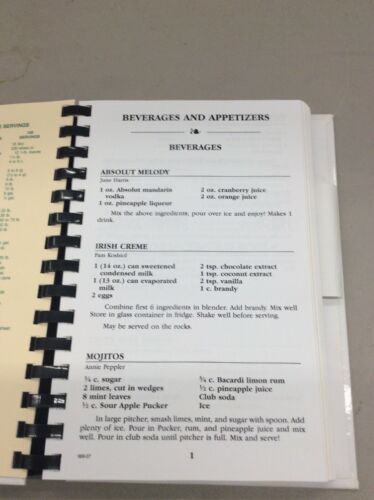 SERVINGS
BEVERAGES AND APPETIZERS
BEVERAGES
ABSOLUT MELODY
June Harris
1 oz. Absolut mandaris vodka
1 oz. pineapple liqueur
2 oz. cranberry juice
2 oz. orange juice
Mix the above ingredients, pour over ice and enjoy! Makes 1
drink.
IRISH CREME
Pam Koshiol
1 (14 oz.) can sweetened
condensed milk
1 (13 oz.) can evaporated
milk
2 eggs
2 tsp. chocolate extract
1 tsp. coconut extract
2 tsp. vanilla
1 c. brandy
Combine first 6 ingredients in blender. Add brandy. Mix well
Store in glass container in fridge. Shake well before serving.
May be served on the rocks.
MOJITOS
Annie Peppler
¾ c. sugar
2 limes, cut in wedges
8 mint leaves
½ c. Sour Apple Pucker
¾ c. Bacardi limon rum
½ c. pineapple juice
Club soda
Ice
In large pitcher, smash limes, mint, and sugar with spoon. Add
plenty of ice. Pour in Pucker, rum, and pineapple juice and mix
well. Pour in club soda until pitcher is full. Mix and serve!
1